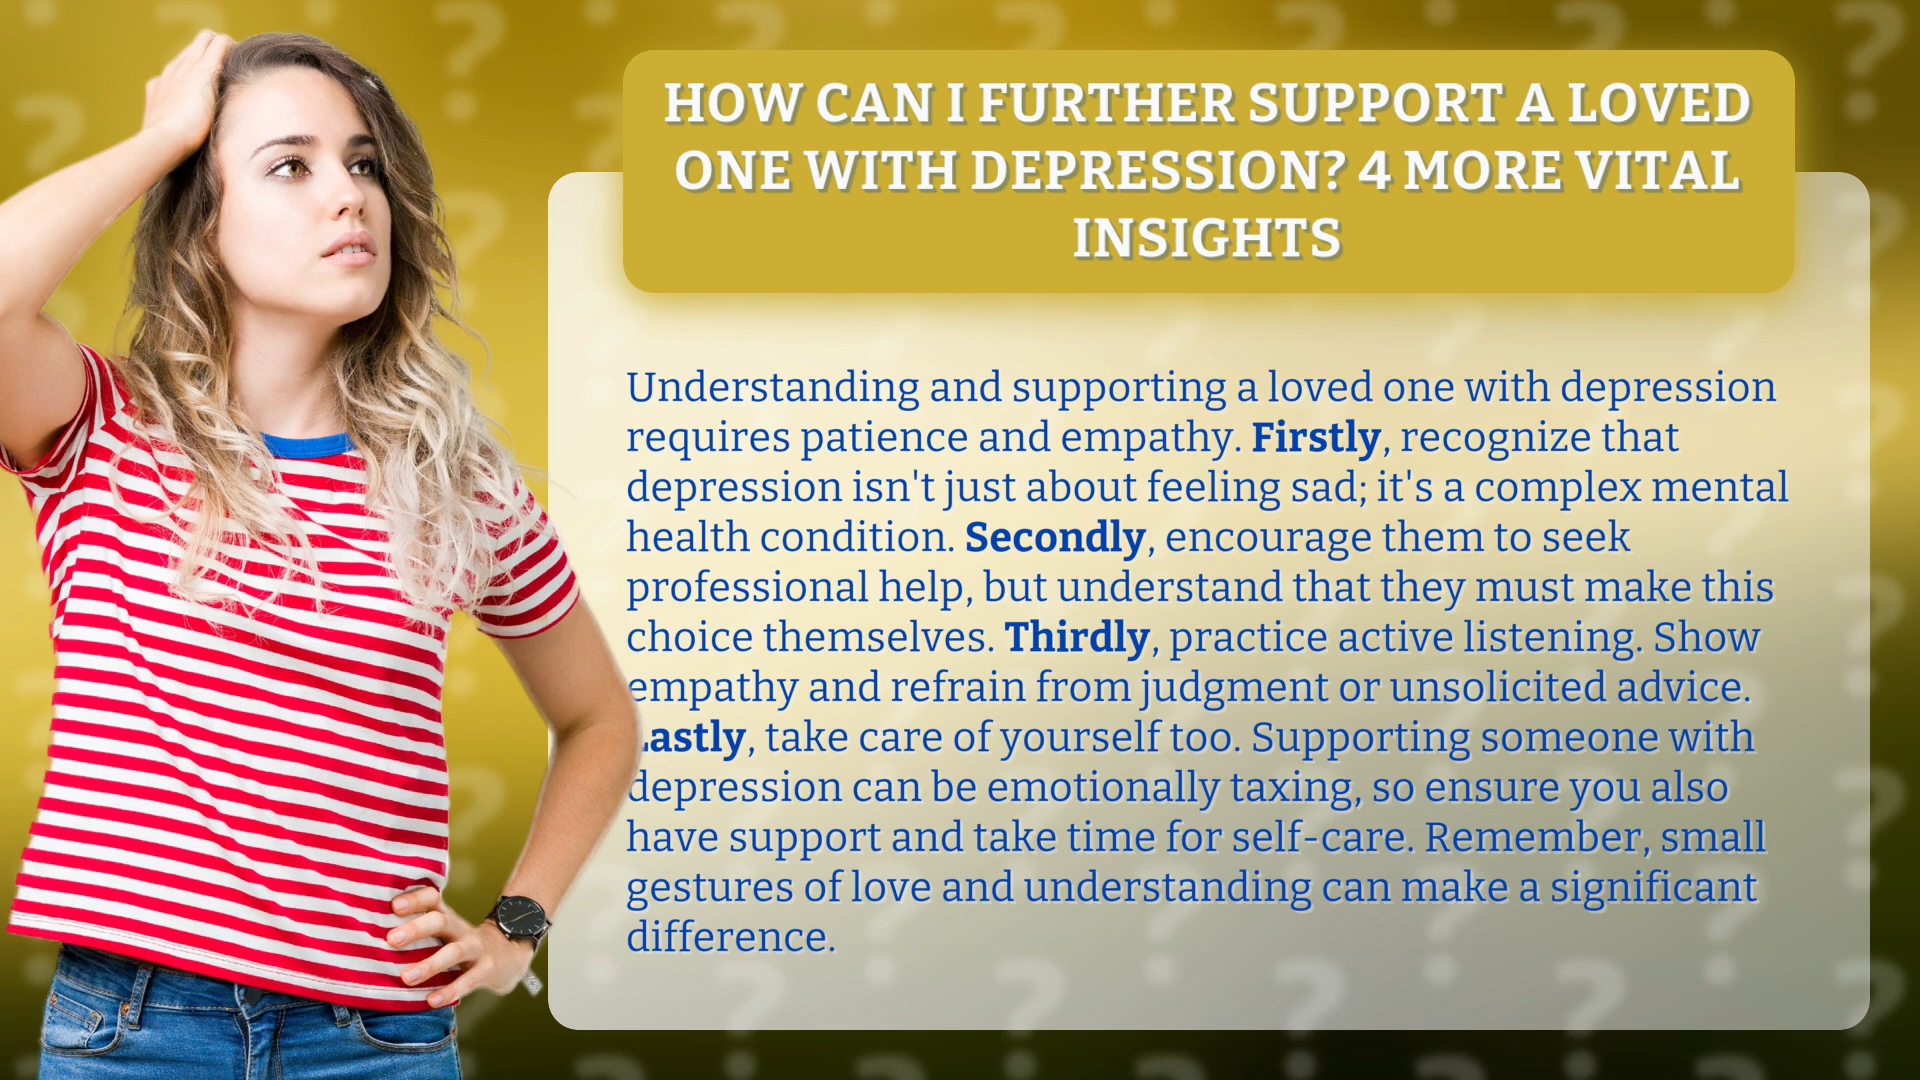 HOW CAN I FURTHER SUPPORT A LOVED
ONE WITH DEPRESSION? 4 MORE VITAL
INSIGHTS
Understanding and supporting a loved one with depression
requires patience and empathy. Firstly, recognize that
depression isn't just about feeling sad; it's a complex mental
health condition. Secondly, encourage them to seek
professional help, but understand that they must make this
choice themselves. Thirdly, practice active listening. Show
empathy and refrain from judgment or unsolicited advice.
Lastly, take care of yourself too. Supporting someone with
depression can be emotionally taxing, so ensure you also
have support and take time for self-care. Remember, small
gestures of love and understanding can make a significant
difference.